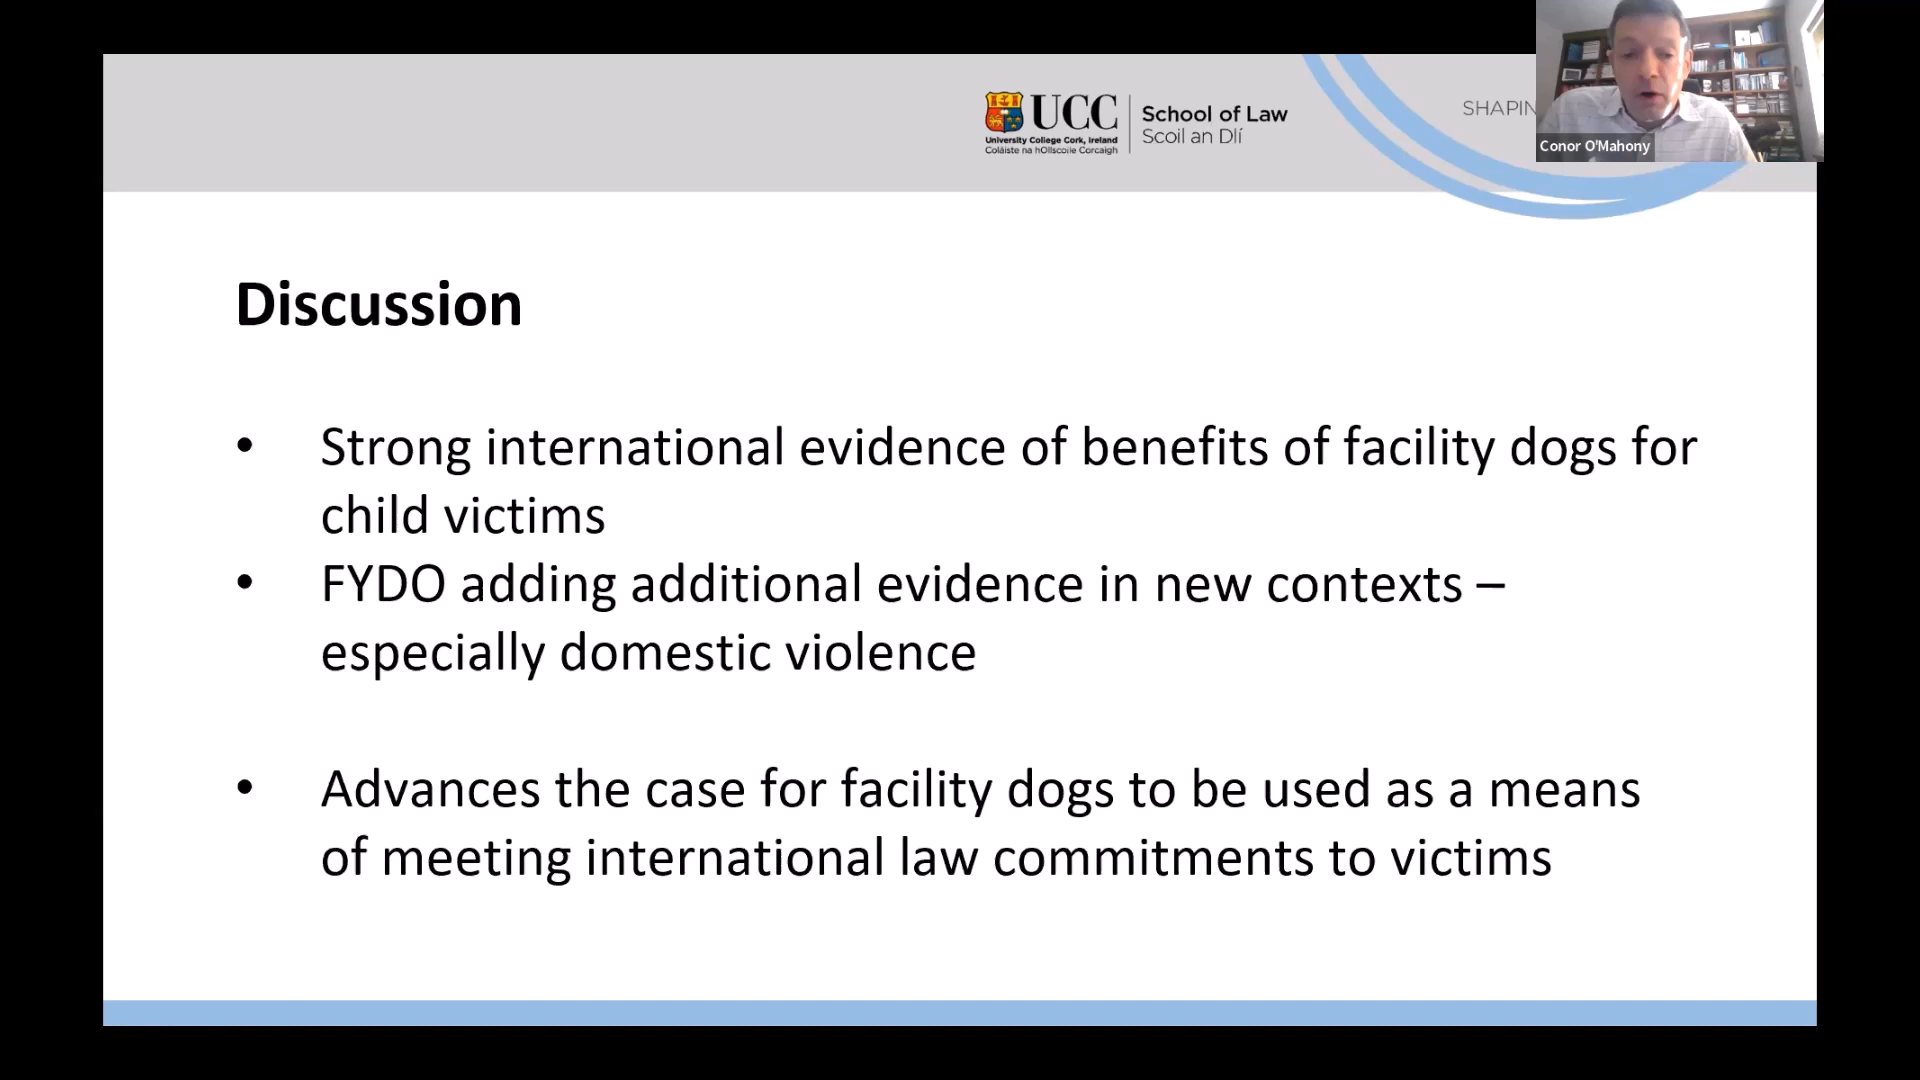 UCC
University College Cork, Ireland
Coláiste na hOllscoile Corcaigh
School of Law
Scoil an Dlí
Conor O'Mahony
Discussion
• Strong international evidence of benefits of facility dogs for
child victims
• FYDO adding additional evidence in new contexts –
especially domestic violence
• Advances the case for facility dogs to be used as a means
of meeting international law commitments to victims